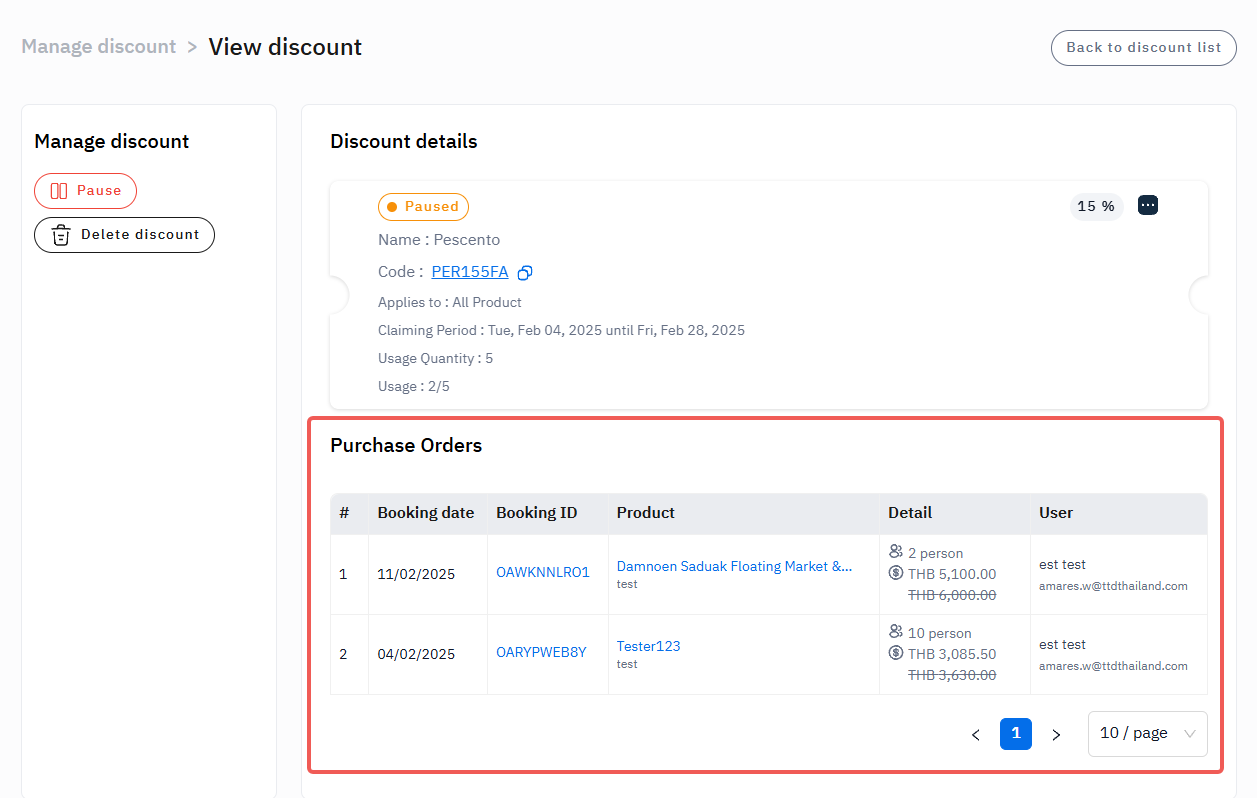 Manage discount > View discount
Back to discount list
Manage discount
Pause
Delete discount
Discount details
Paused
15 %
Name : Pescento
Code : PER155FA
Applies to : All Product
Claiming Period : Tue, Feb 04, 2025 until Fri, Feb 28, 2025
Usage Quantity : 5
Usage : 2/5
Purchase Orders
# Booking date Booking ID Product Detail User
1 11/02/2025 OAWKNNLRO1 Damnoen Saduak Floating Market &... test 2 person THB 5,100.00 THB 6,000.00 est test amares.w@ttdthailand.com
2 04/02/2025 OARYPWEB8Y Tester123 test 10 person THB 3,085.50 THB 3,630.00 est test amares.w@ttdthailand.com
< 1 > 10 / page